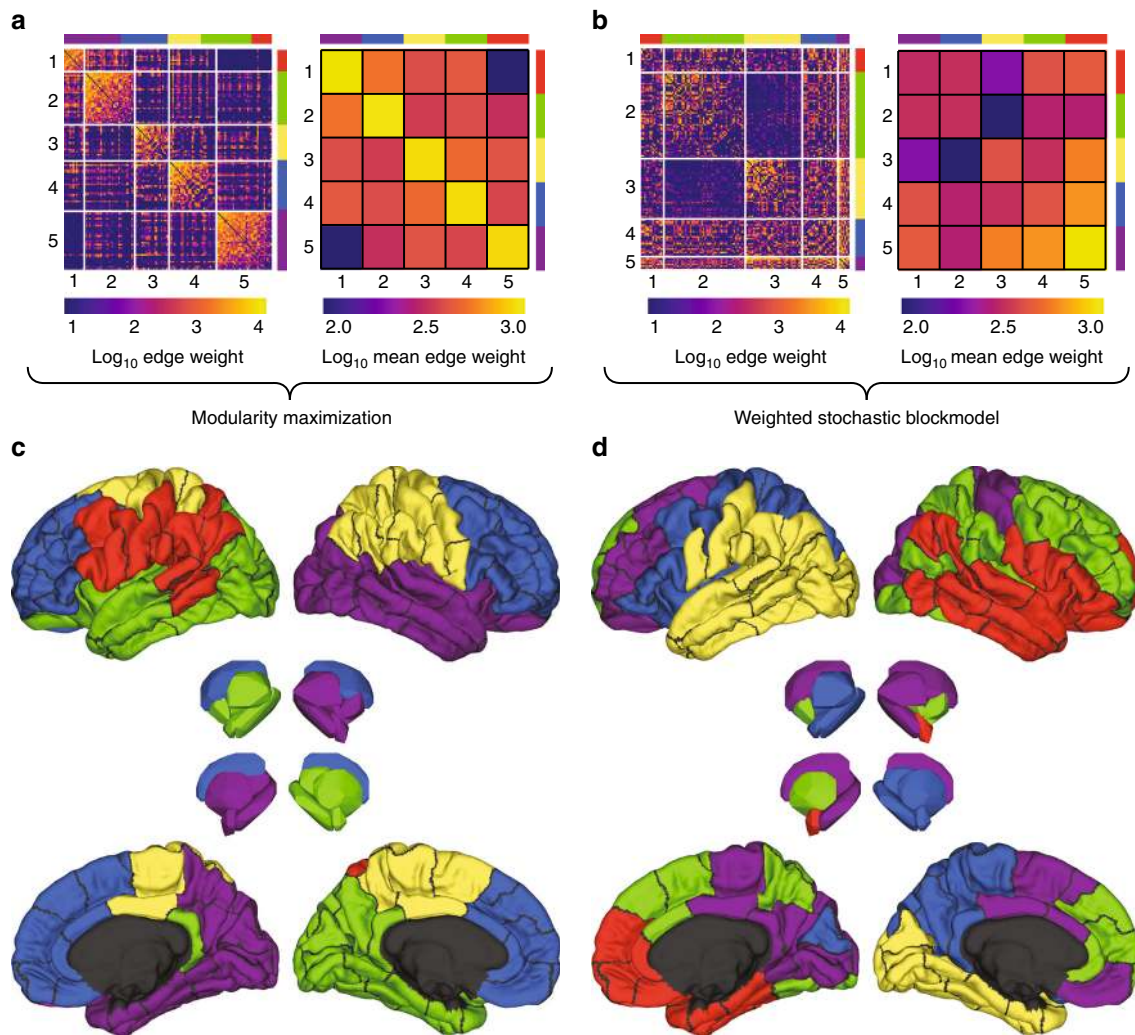 a
1
2
3
4
5
1 2 3 4 5
1 2 3 4
Log10 edge weight
1
2
3
4
5
1 2 3 4 5
2.0 2.5 3.0
Log10 mean edge weight
Modularity maximization
b
1
2
3
4
5
1 2 3 4 5
1 2 3 4
Log10 edge weight
1
2
3
4
5
1 2 3 4 5
2.0 2.5 3.0
Log10 mean edge weight
Weighted stochastic blockmodel
c
d